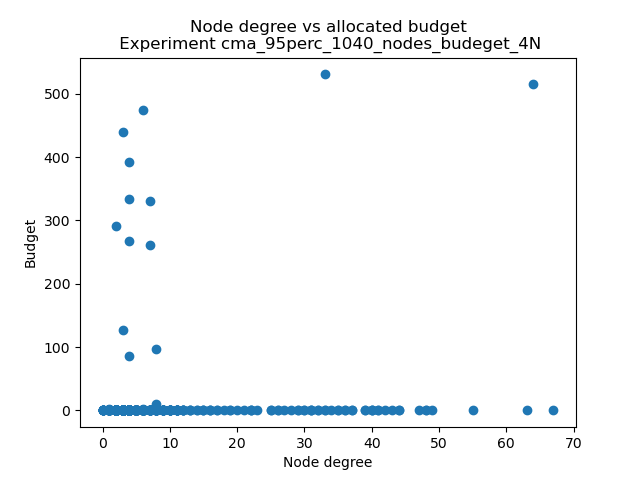 Node degree vs allocated budget
Experiment cma_95perc_1040_nodes_budeget_4N
500
400
300
200
100
0
Budget
0 10 20 30 40 50 60 70
Node degree